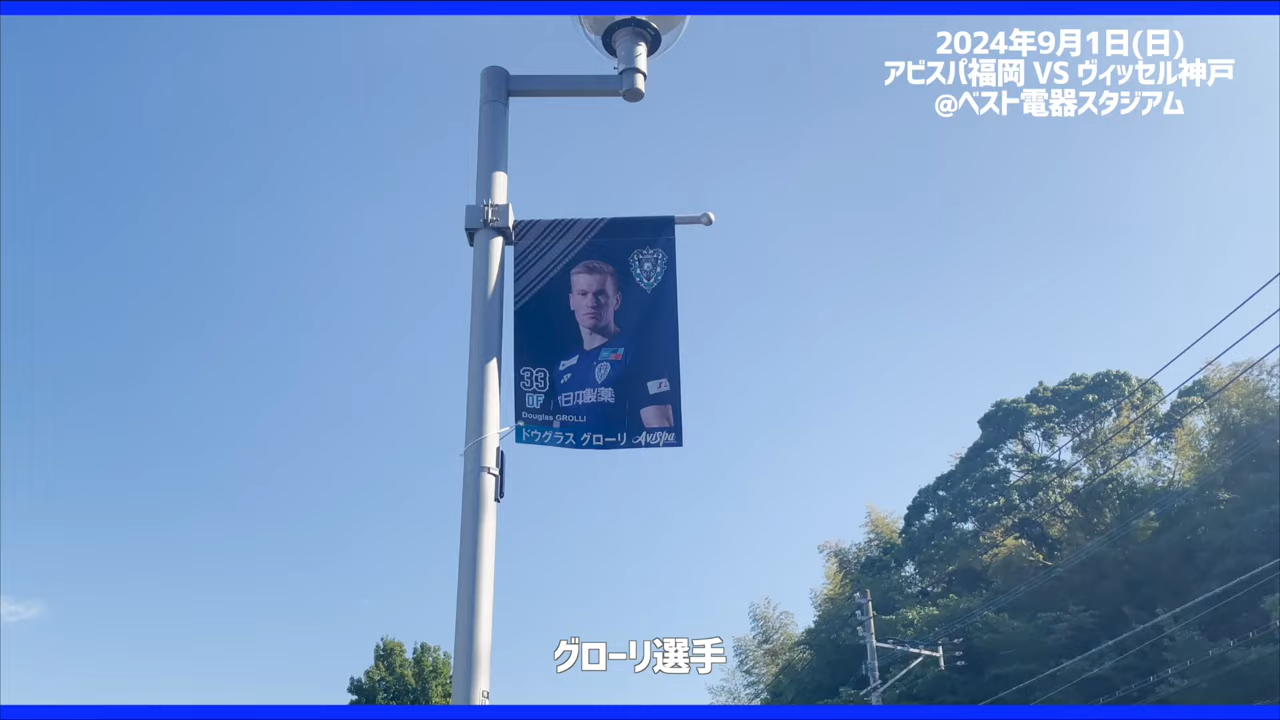 2024年9月1日(日)
アビスパ福岡 VS ヴィッセル神戸
@ベスト電器スタジアム
33
DF
日本製薬
Douglas GROLLI
ドウグラス グローリ Avispa
グローリ選手